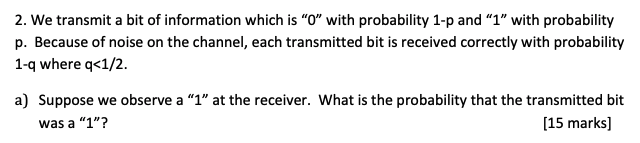 2. We transmit a bit of information which is “0” with probability 1-p and “1” with probability
p. Because of noise on the channel, each transmitted bit is received correctly with probability
1-q where q<1/2.
a) Suppose we observe a “1” at the receiver. What is the probability that the transmitted bit
was a “1”? [15 marks]